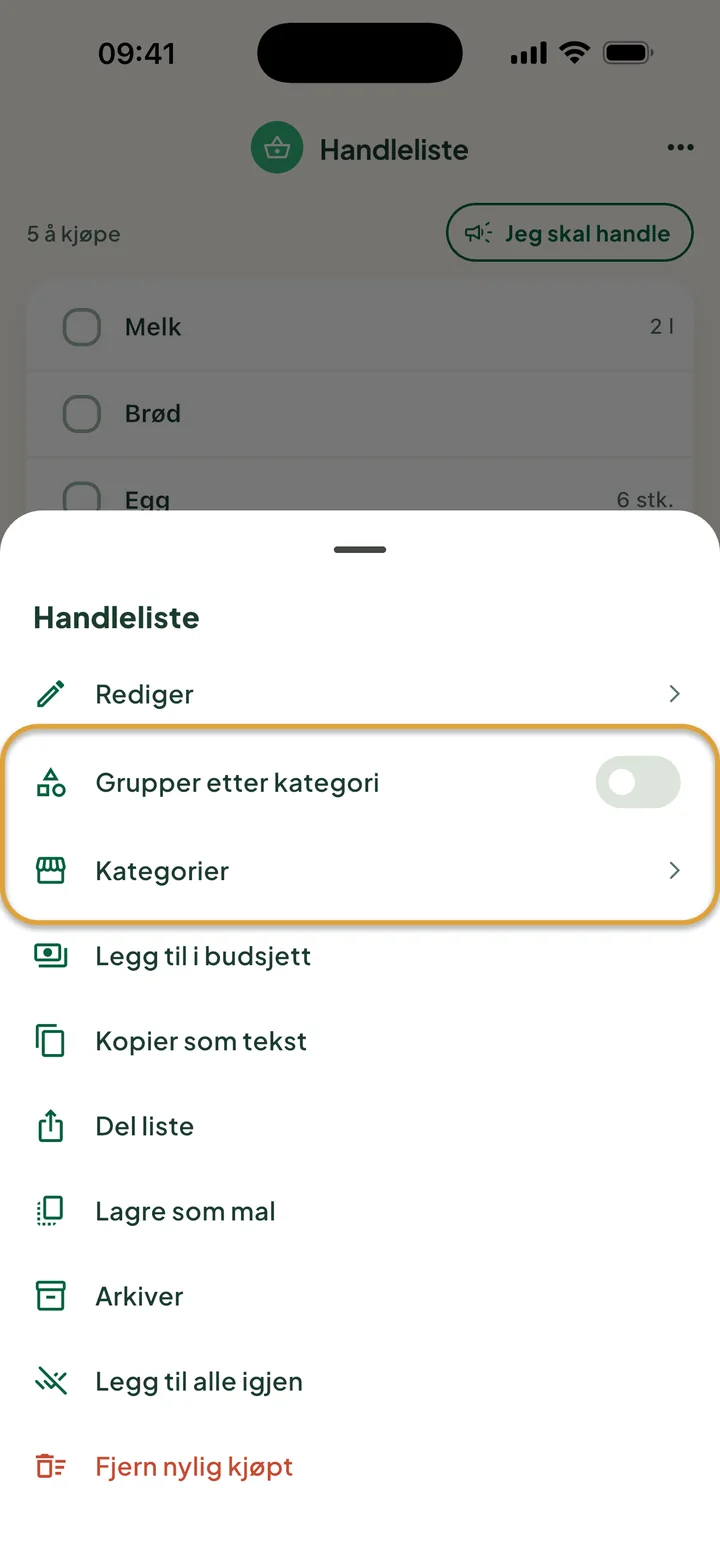 09:41
Handleliste
5 å kjøpe
Jeg skal handle
Melk 2 l
Brød
Egg 6 stk.
Handleliste
Rediger
Grupper etter kategori
Kategorier
Legg til i budsjett
Kopier som tekst
Del liste
Lagre som mal
Arkiver
Legg til alle igjen
Fjern nylig kjøpt